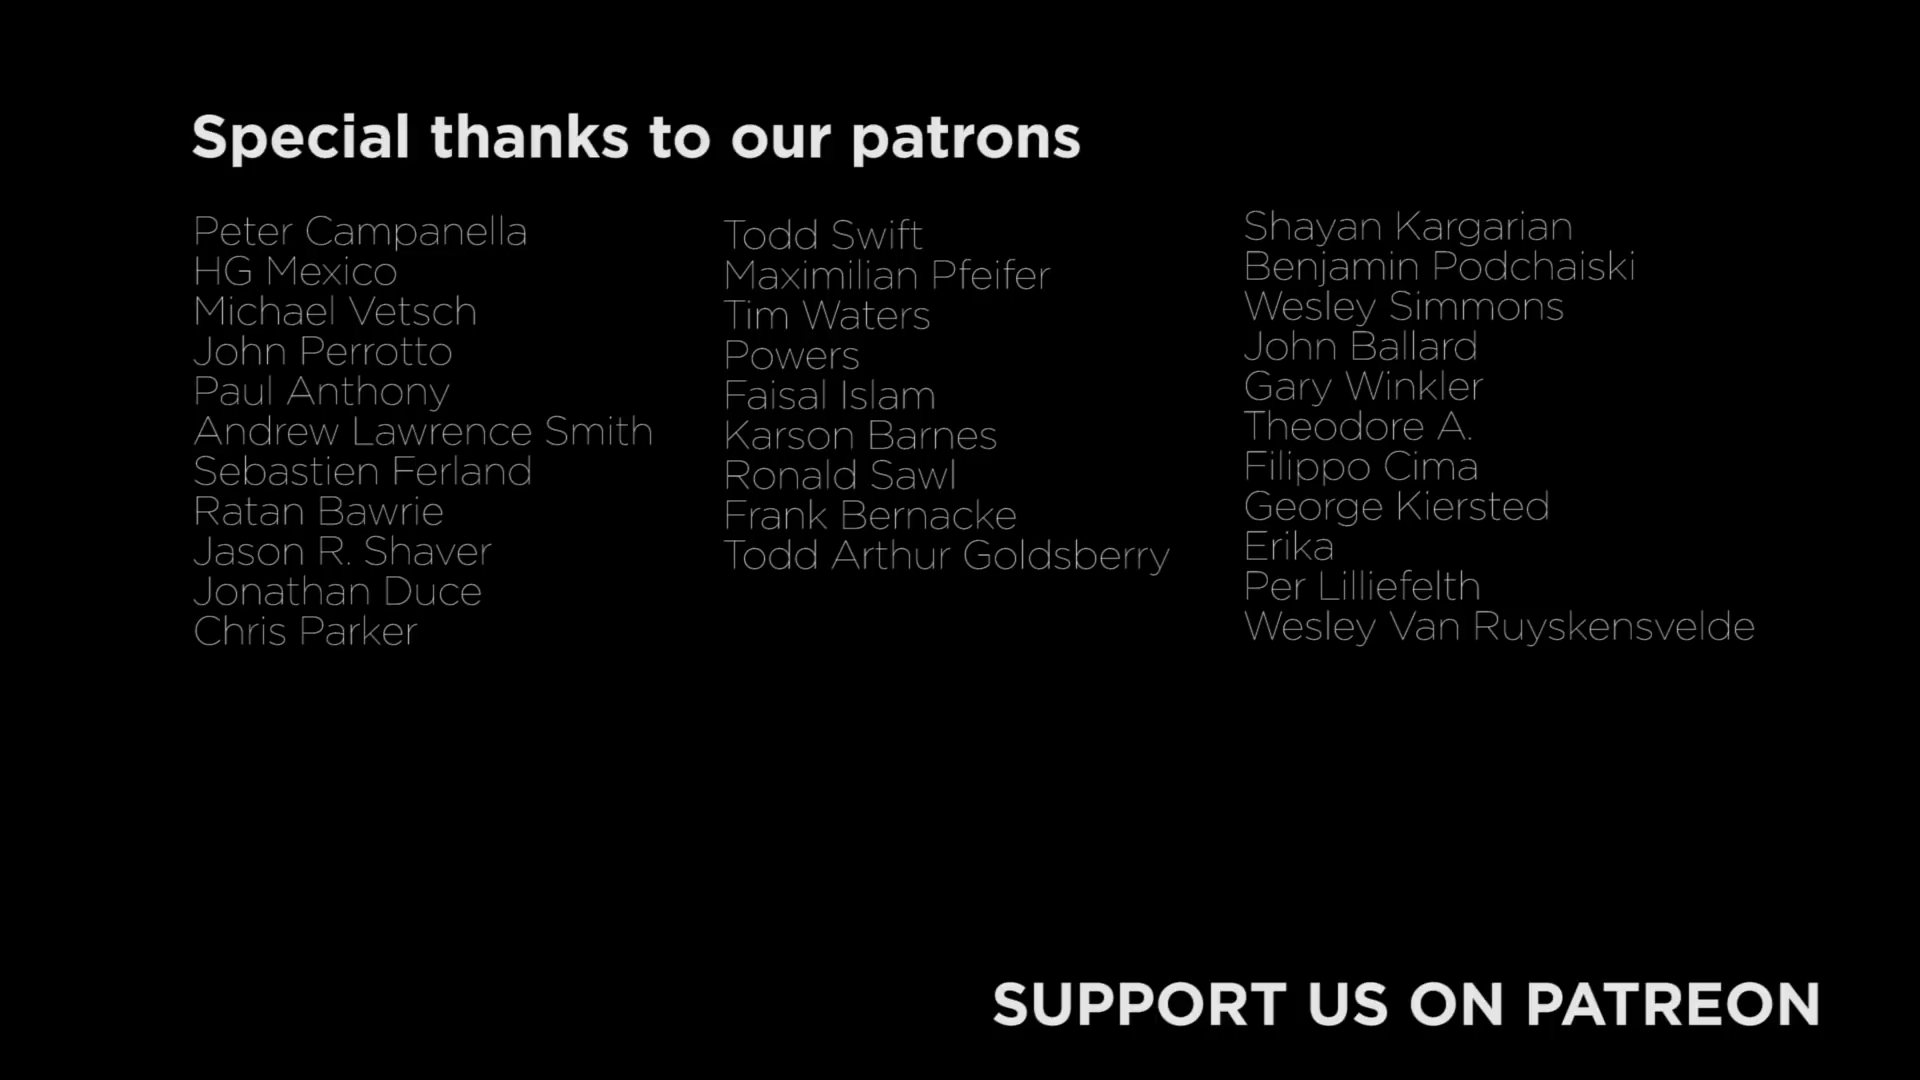 Special thanks to our patrons
Peter Campanella
HG Mexico
Michael Vetsch
John Perrotto
Paul Anthony
Andrew Lawrence Smith
Sebastien Ferland
Ratan Bawrie
Jason R. Shaver
Jonathan Duce
Chris Parker
Todd Swift
Maximilian Pfeifer
Tim Waters
Powers
Faisal Islam
Karson Barnes
Ronald Sawl
Frank Bernacke
Todd Arthur Goldsberry
Shayan Kargarian
Benjamin Podchaiski
Wesley Simmons
John Ballard
Gary Winkler
Theodore A.
Filippo Cima
George Kiersted
Erika
Per Lilliefelth
Wesley Van Ruyskensvelde
SUPPORT US ON PATREON